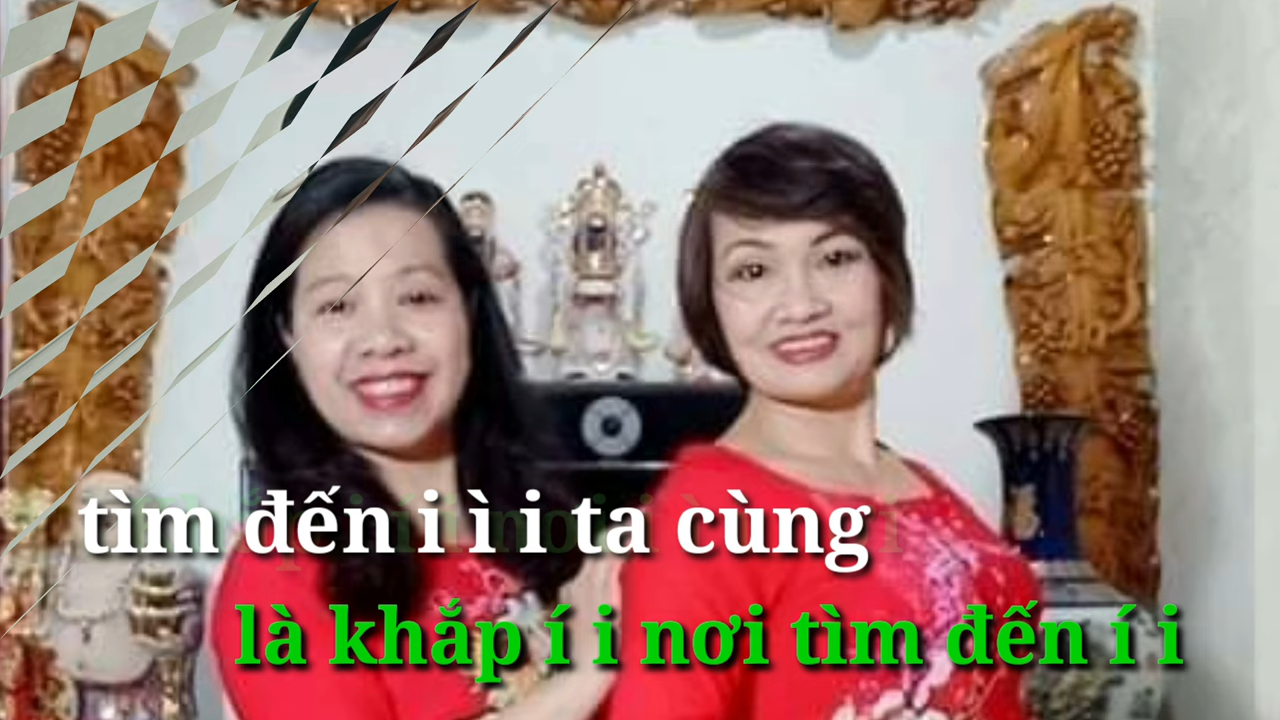 tìm đến i ì i ta cùng
là khắp í i nơi tìm đến í i